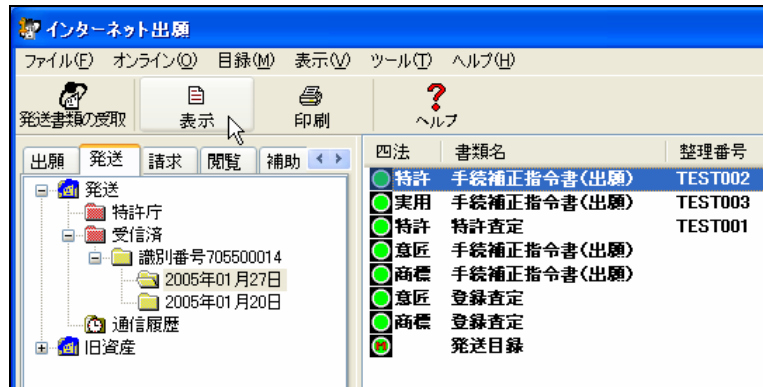 インターネット出願
ファイル(F) オンライン(O) 目録(M) 表示(V) ツール(T) ヘルプ(H)
発送書類の受取 表示 印刷 ヘルプ
出願 発送 請求 閲覧 補助
発送
特許庁
受信済
識別番号705500014
2005年01月27日
2005年01月20日
通信履歴
旧資産
四法 書類名 整理番号
特許 手続補正指令書(出願) TEST002
実用 手続補正指令書(出願) TEST003
特許 特許査定 TEST001
意匠 手続補正指令書(出願)
商標 手続補正指令書(出願)
意匠 登録査定
商標 登録査定
発送目録